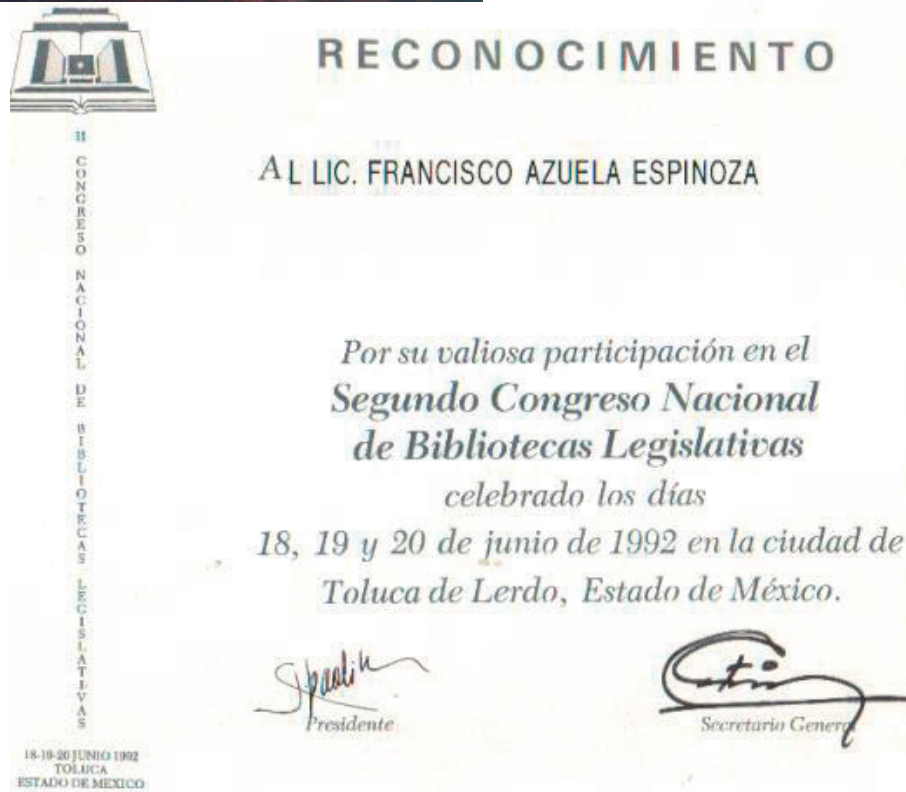 RECONOCIMIENTO
AL LIC. FRANCISCO AZUELA ESPINOZA
Por su valiosa participación en el
Segundo Congreso Nacional
de Bibliotecas Legislativas
celebrado los días
18, 19 y 20 de junio de 1992 en la ciudad de
Toluca de Lerdo, Estado de México.
Presidente
Secretario General
II CONGRESO NACIONAL DE BIBLIOTECAS LEGISLATIVAS
18-19-20 JUNIO 1992
TOLUCA
ESTADO DE MEXICO